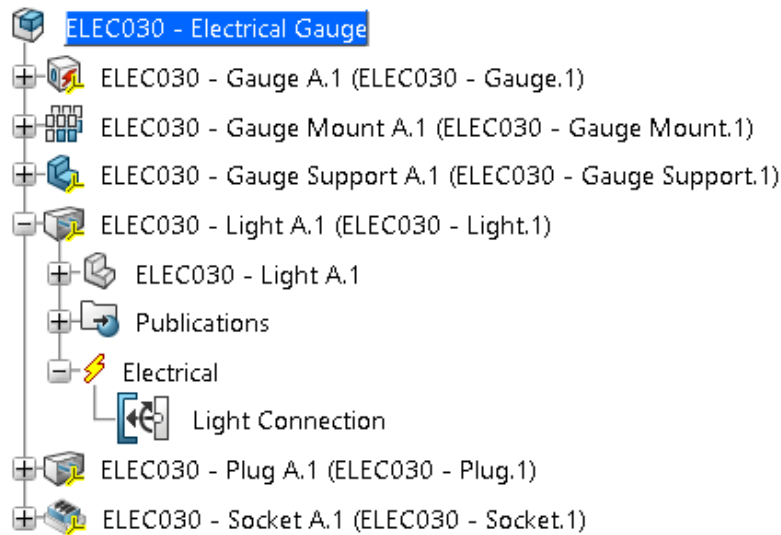 ELEC030 - Electrical Gauge
ELEC030 - Gauge A.1 (ELEC030 - Gauge.1)
ELEC030 - Gauge Mount A.1 (ELEC030 - Gauge Mount.1)
ELEC030 - Gauge Support A.1 (ELEC030 - Gauge Support.1)
ELEC030 - Light A.1 (ELEC030 - Light.1)
ELEC030 - Light A.1
Publications
Electrical
Light Connection
ELEC030 - Plug A.1 (ELEC030 - Plug.1)
ELEC030 - Socket A.1 (ELEC030 - Socket.1)